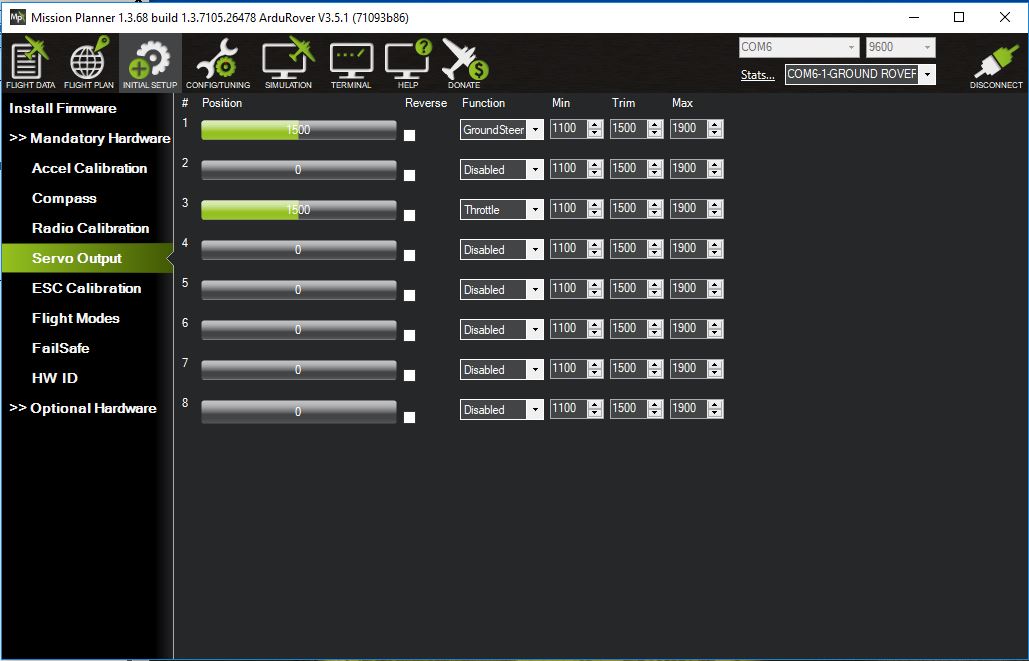 Mission Planner 1.3.68 build 1.3.7105.26478 ArduRover V3.5.1 (71093b86)
FLIGHT DATA FLIGHT PLAN INITIAL SETUP CONFIG/TUNING SIMULATION TERMINAL HELP DONATE
COM6 9600
Stats... COM6-1-GROUND ROVEF
DISCONNECT
Install Firmware
>> Mandatory Hardware
Accel Calibration
Compass
Radio Calibration
Servo Output
ESC Calibration
Flight Modes
FailSafe
HW ID
>> Optional Hardware
# Position Reverse Function Min Trim Max
1 1500 GroundSteer 1100 1500 1900
2 0 Disabled 1100 1500 1900
3 1500 Throttle 1100 1500 1900
4 0 Disabled 1100 1500 1900
5 0 Disabled 1100 1500 1900
6 0 Disabled 1100 1500 1900
7 0 Disabled 1100 1500 1900
8 0 Disabled 1100 1500 1900